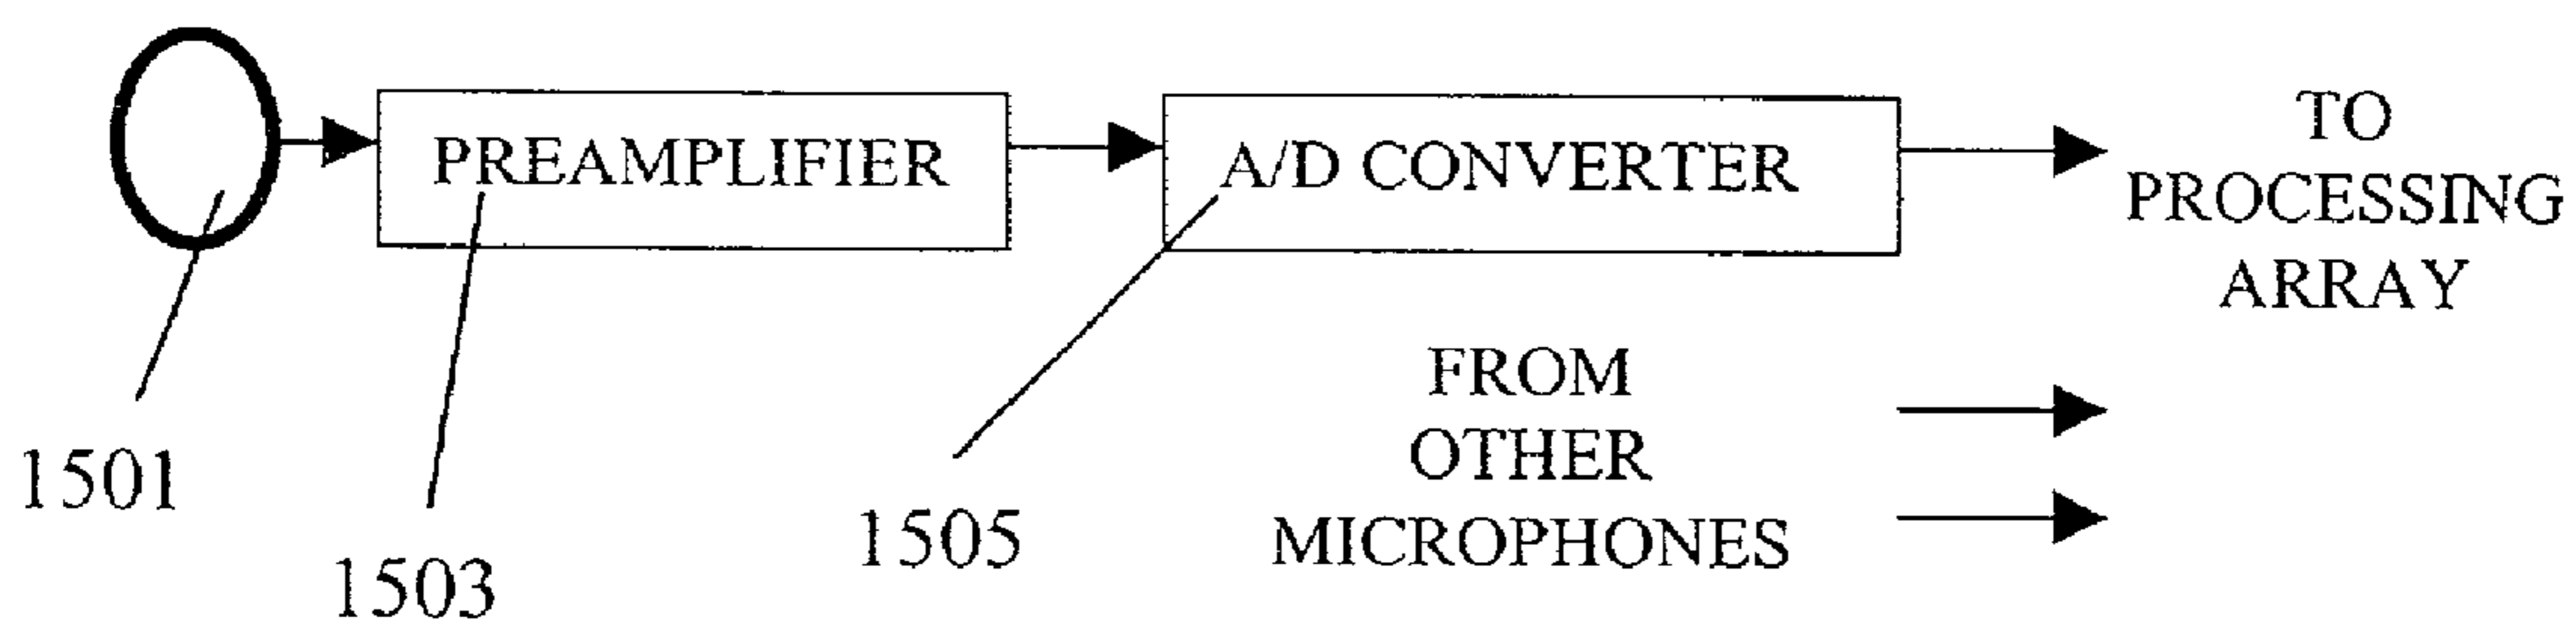 PREAMPLIFIER
A/D CONVERTER
TO
PROCESSING
ARRAY
FROM
OTHER
MICROPHONES
1501
1503
1505